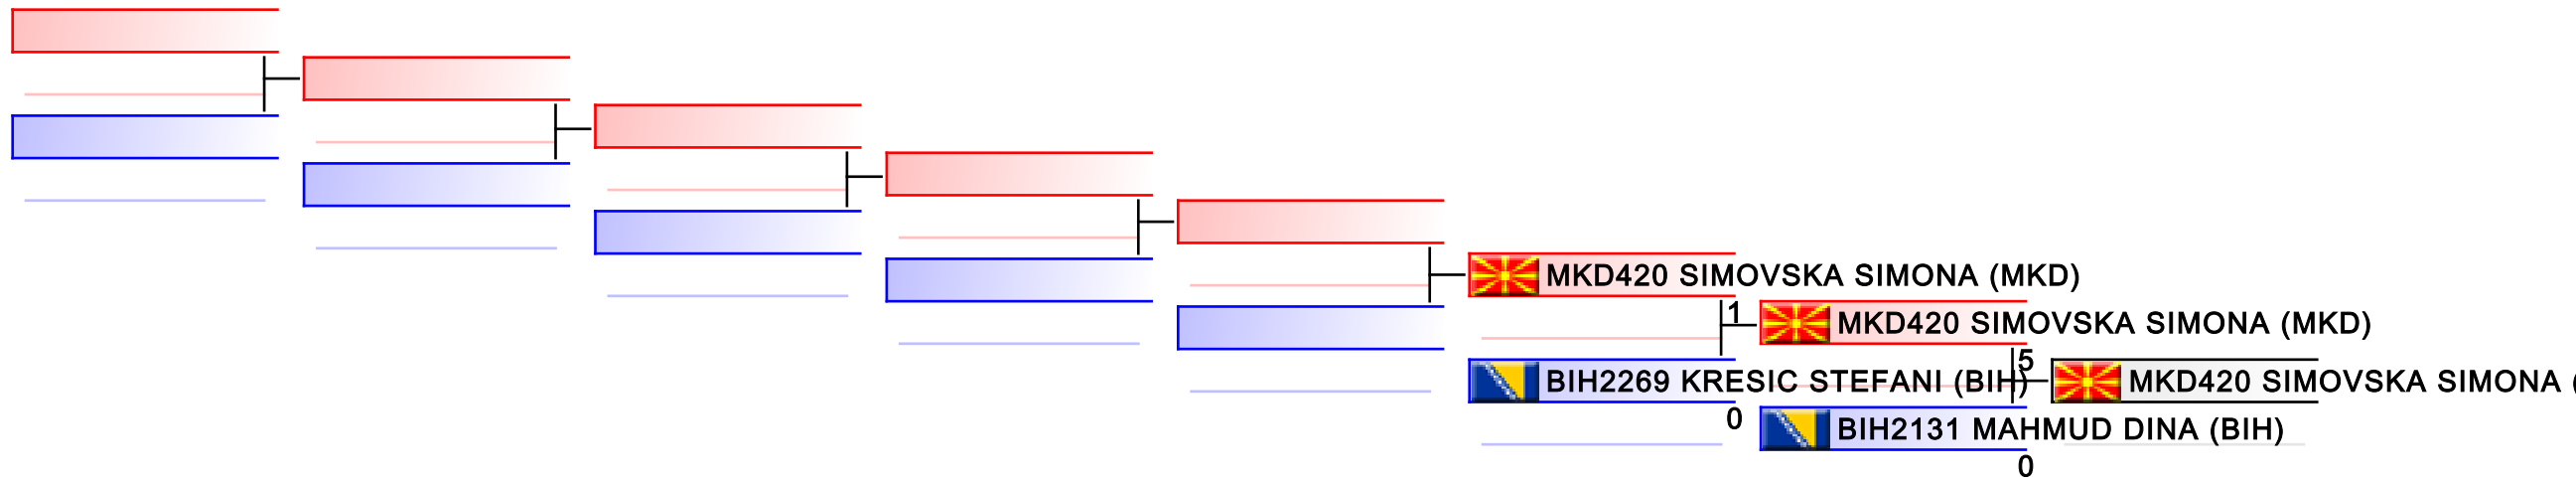 MKD420 SIMOVSKA SIMONA (MKD)
1
MKD420 SIMOVSKA SIMONA (MKD)
BIH2269 KRESIC STEFANI (BIH)
0
5
MKD420 SIMOVSKA SIMONA (
BIH2131 MAHMUD DINA (BIH)
0